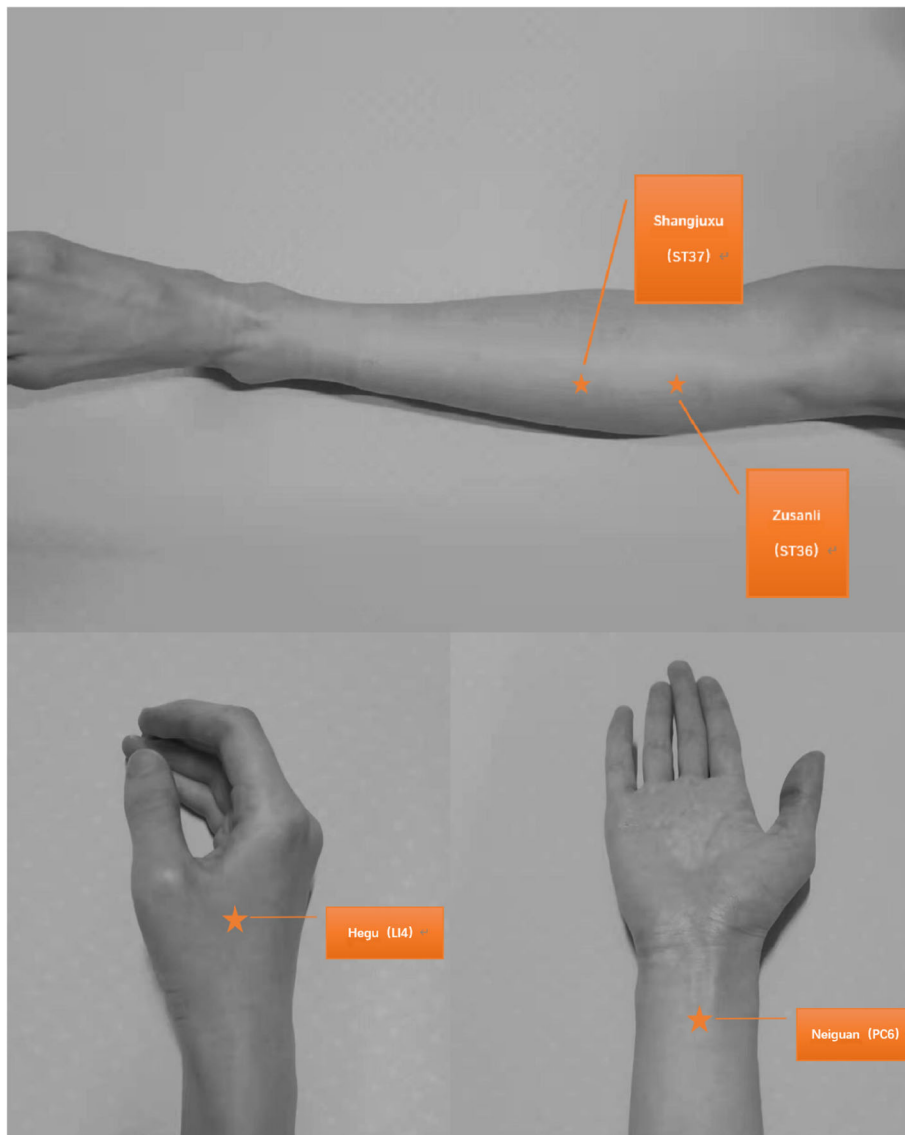 Shangjuxu
(ST37) ↵
Zusanli
(ST36) ↵
Hegu (LI4) ↵
Neiguan (PC6)